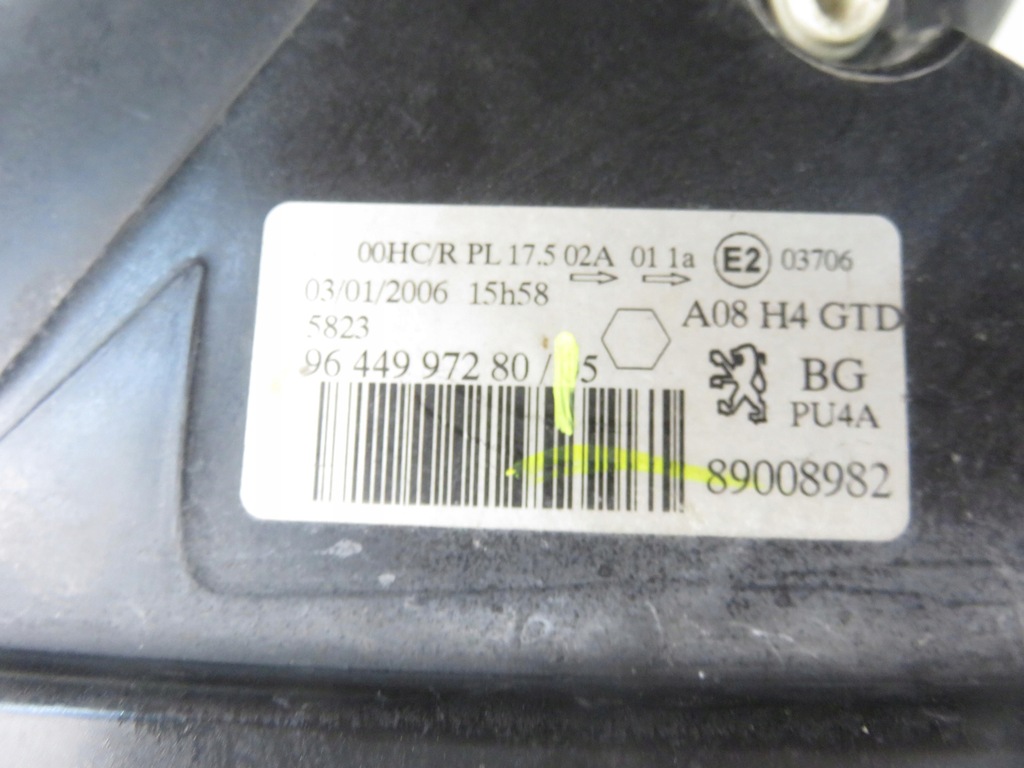 00HC/R PL 17.5 02A 01 1a E2 03706
03/01/2006 15h58
A08 H4 GTD
5823
96 449 972 80
BG
PU4A
89008982